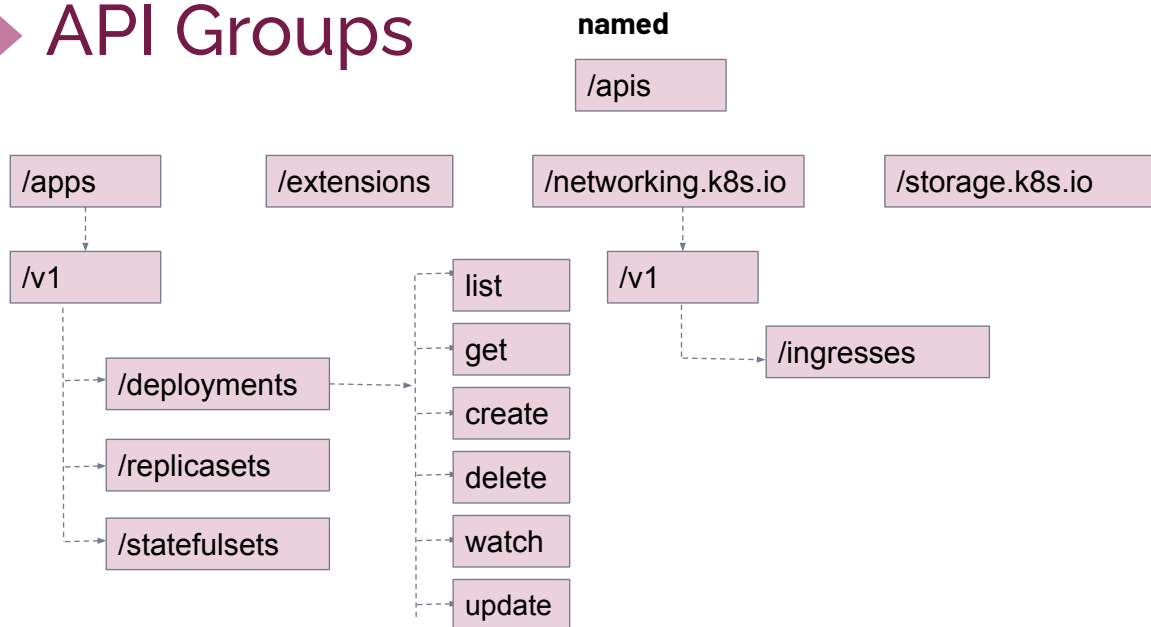 API Groups
named
/apis
/apps
/extensions
/networking.k8s.io
/storage.k8s.io
/v1
/deployments
/replicasets
/statefulsets
list
get
create
delete
watch
update
/v1
/ingresses